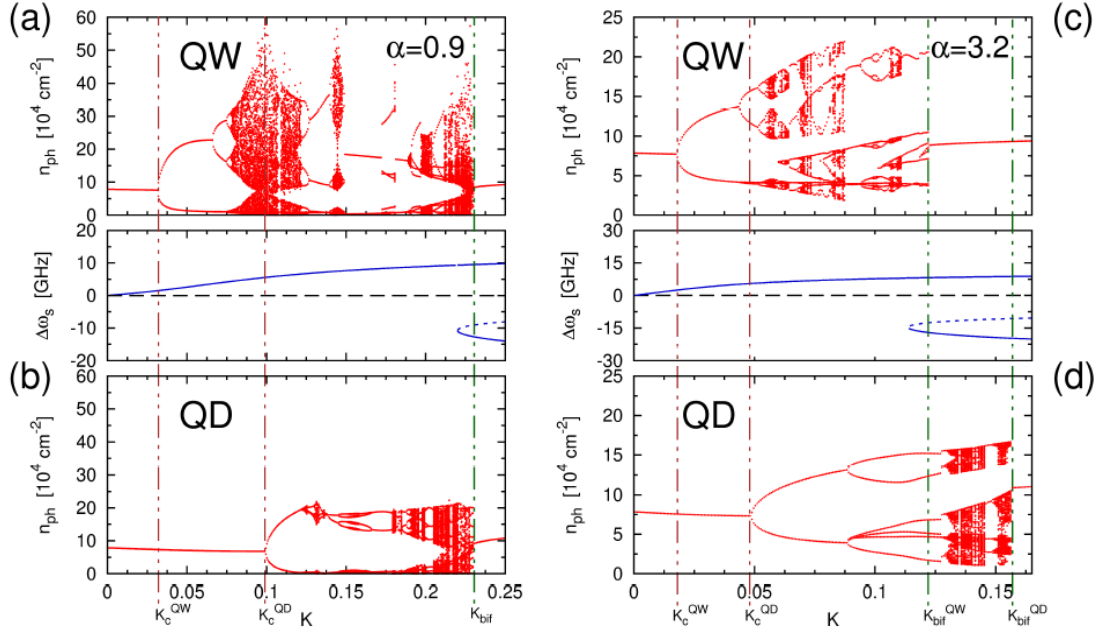 (a)
QW
α=0.9
n_ph [10^4 cm^-2]
60
50
40
30
20
10
0
Δω_s [GHz]
20
10
0
-10
-20
(b)
QD
n_ph [10^4 cm^-2]
60
50
40
30
20
10
0
0 0.05 0.1 0.15 0.2 0.25
K_c^QW K_c^QD K K_bif
(c)
QW
α=3.2
n_ph [10^4 cm^-2]
25
20
15
10
5
0
Δω_s [GHz]
30
15
0
-15
-30
(d)
QD
n_ph [10^4 cm^-2]
25
20
15
10
5
0
0 0.05 0.1 0.15
K_c^QW K_c^QD K K_bif^QW K_bif^QD